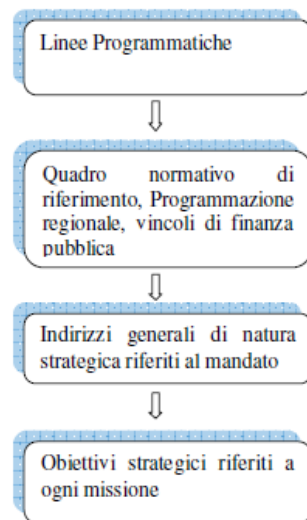 Linee Programmatiche
Quadro normativo di
riferimento, Programmazione
regionale, vincoli di finanza
pubblica
Indirizzi generali di natura
strategica riferiti al mandato
Obiettivi strategici riferiti a
ogni missione